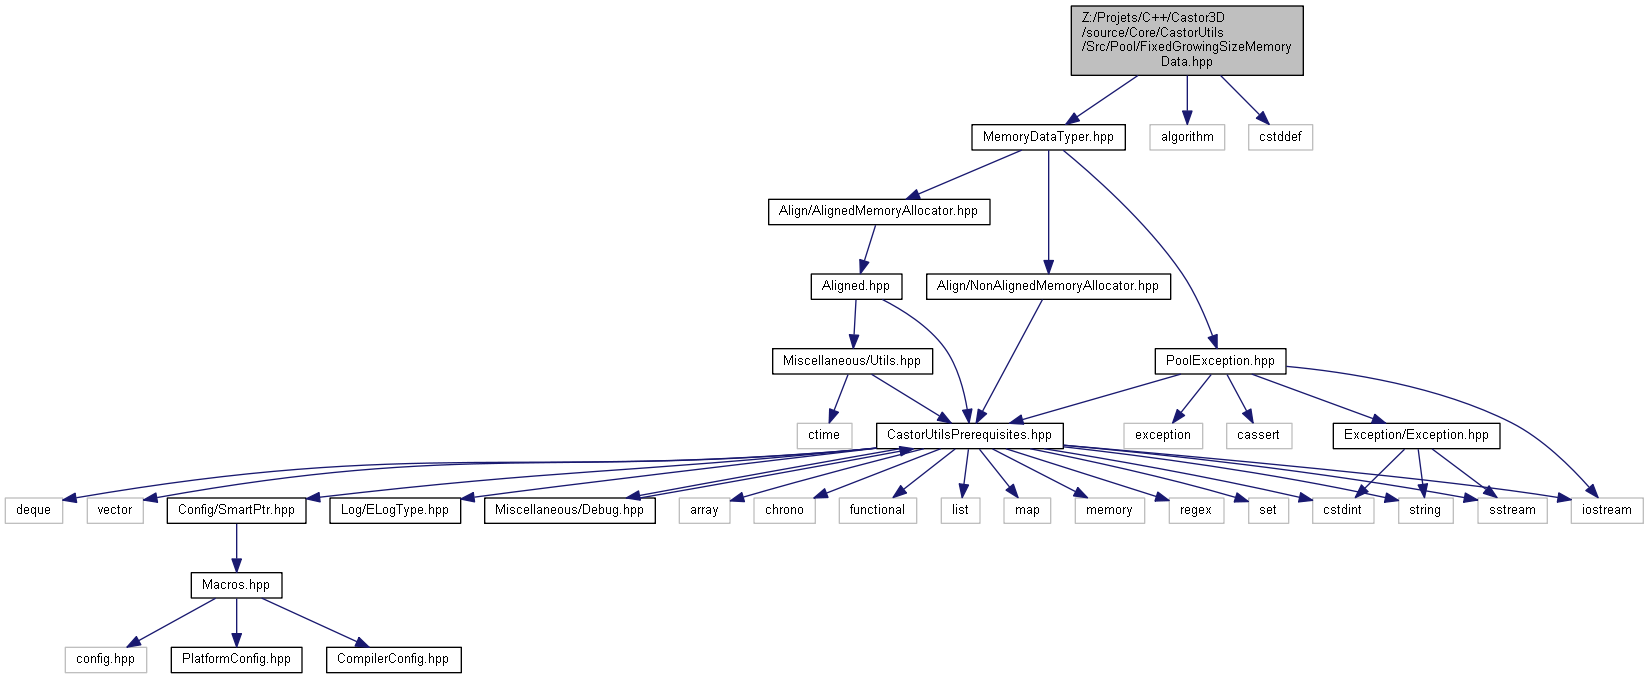 Z:/Projets/C++/Castor3D
/source/Core/CastorUtils
/Src/Pool/FixedGrowingSizeMemory
Data.hpp
MemoryDataTyper.hpp
algorithm
cstddef
Align/AlignedMemoryAllocator.hpp
Aligned.hpp
Align/NonAlignedMemoryAllocator.hpp
Miscellaneous/Utils.hpp
PoolException.hpp
ctime
CastorUtilsPrerequisites.hpp
exception
cassert
Exception/Exception.hpp
deque
vector
Config/SmartPtr.hpp
Log/ELogType.hpp
Miscellaneous/Debug.hpp
array
chrono
functional
list
map
memory
regex
set
cstdint
string
sstream
iostream
Macros.hpp
config.hpp
PlatformConfig.hpp
CompilerConfig.hpp